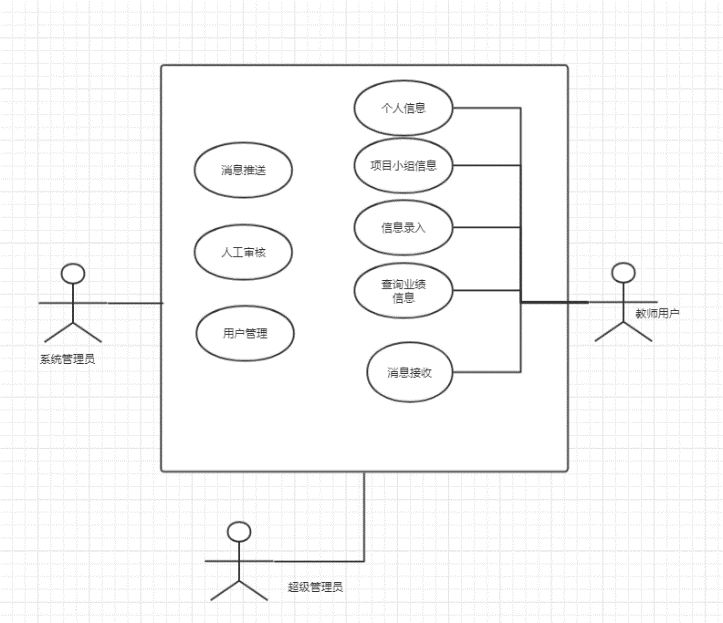 个人信息
项目小组信息
消息推送
信息录入
人工审核
查询业绩
信息
用户管理
消息接收
系统管理员
教师用户
超级管理员